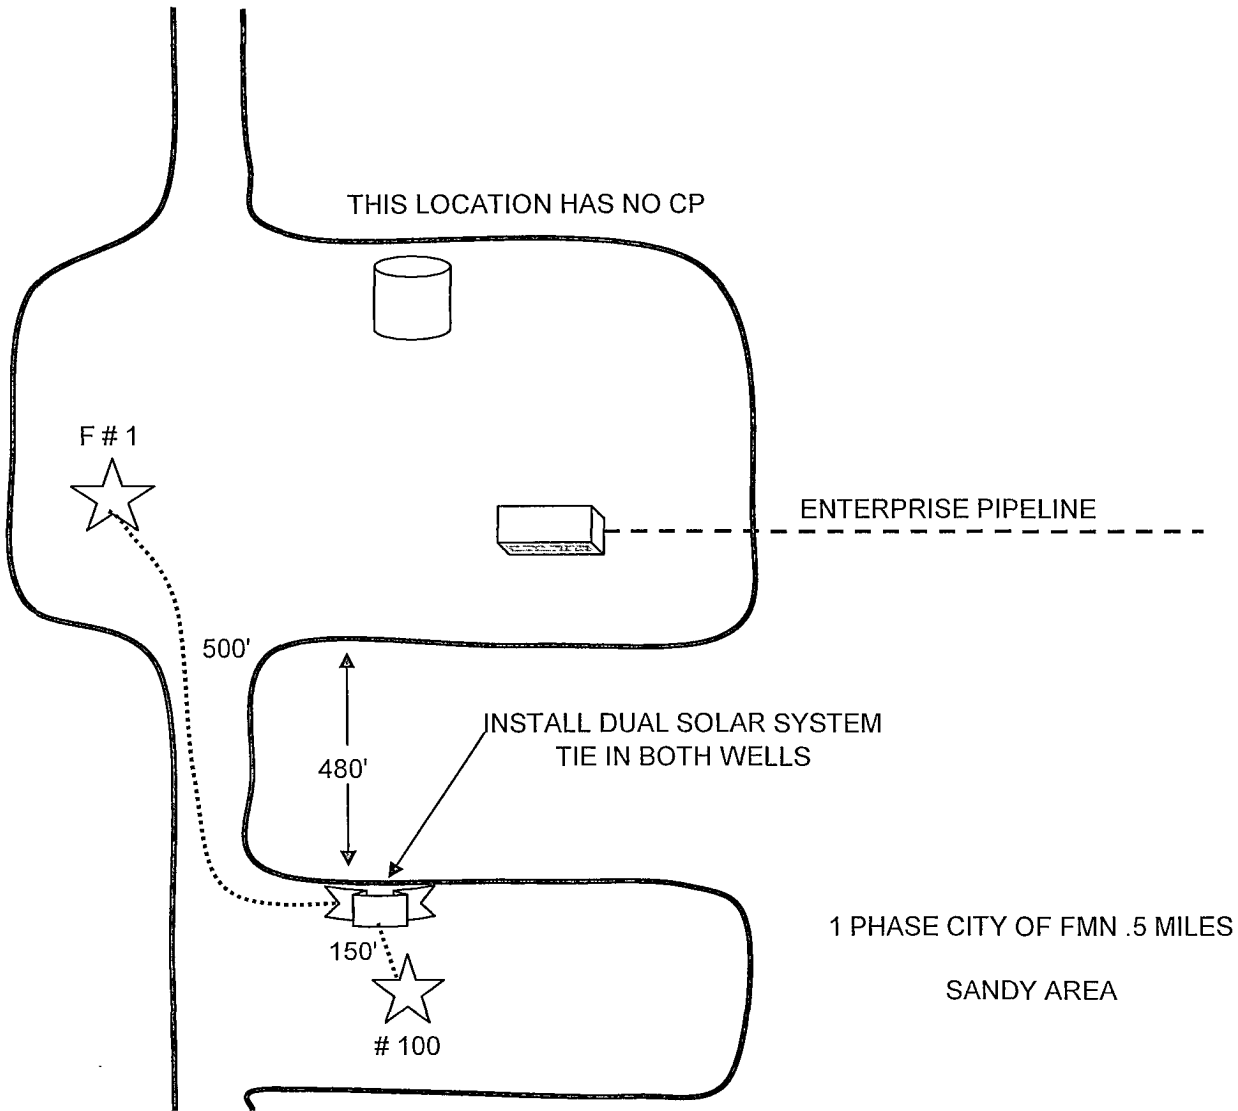 THIS LOCATION HAS NO CP
F # 1
ENTERPRISE PIPELINE
500'
INSTALL DUAL SOLAR SYSTEM
TIE IN BOTH WELLS
480'
1 PHASE CITY OF FMN .5 MILES
150'
SANDY AREA
# 100